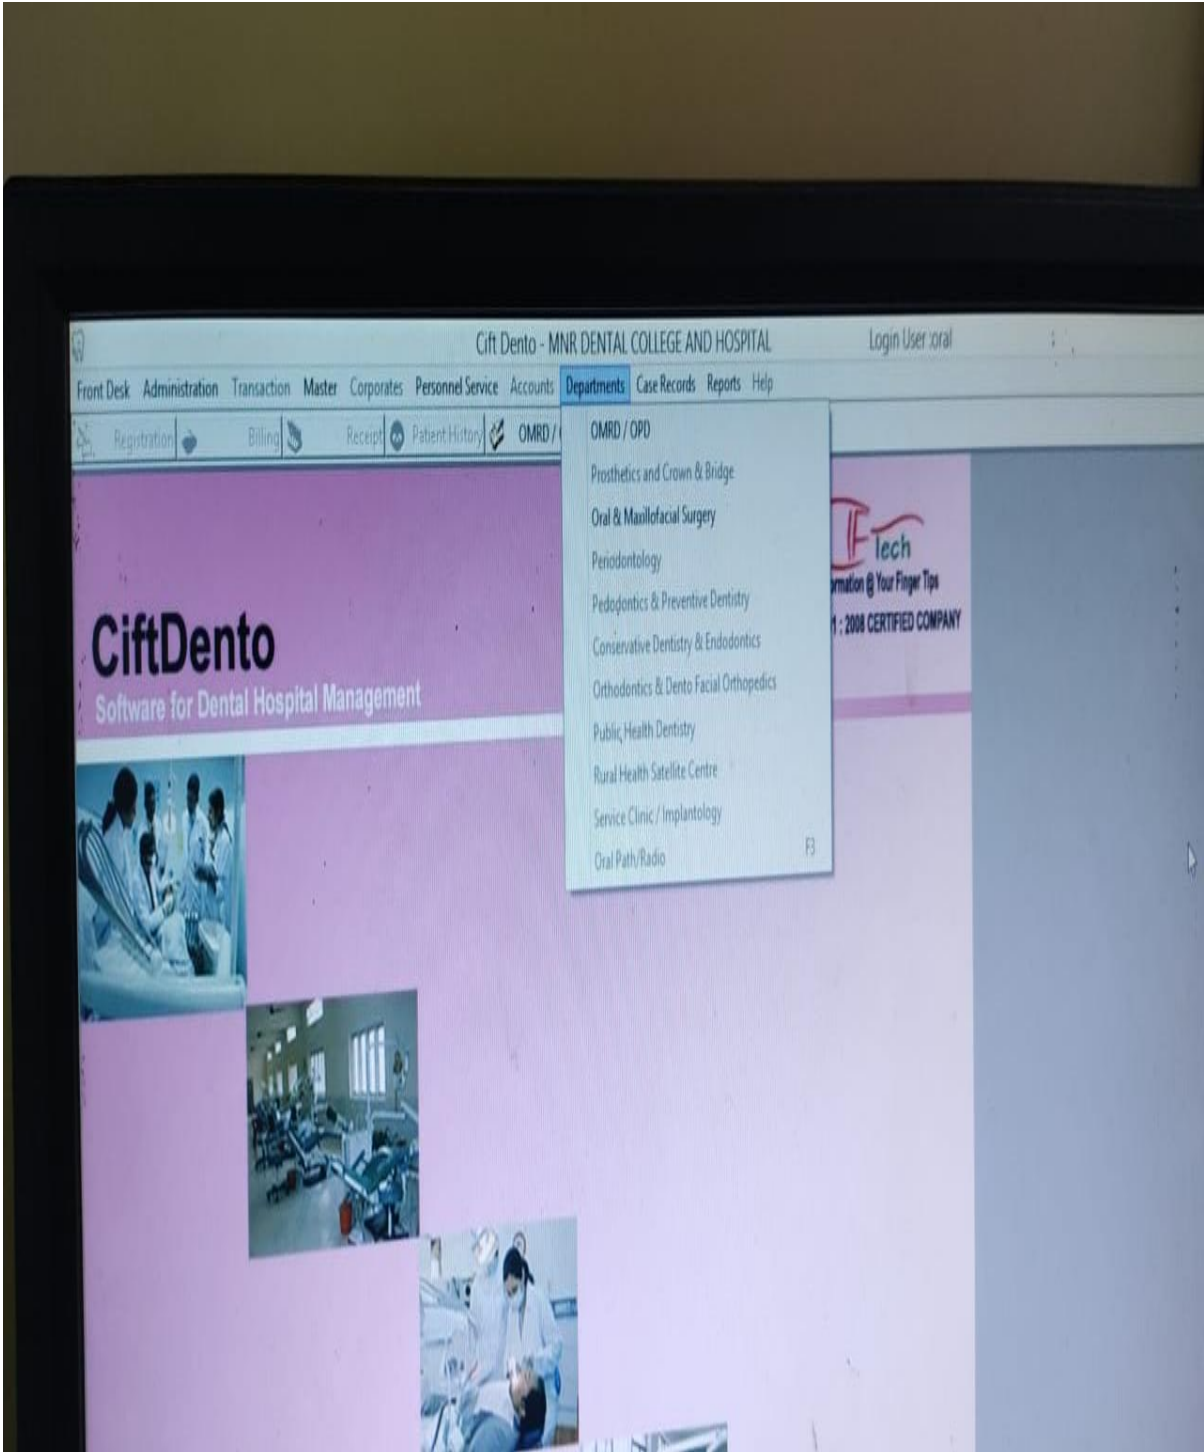 Cift Dento - MNR DENTAL COLLEGE AND HOSPITAL Login User :oral
Front Desk Administration Transaction Master Corporates Personnel Service Accounts Departments Case Records Reports Help
Registration Billing Receipt Patient History OMRD /
OMRD / OPD
Prosthetics and Crown & Bridge
Oral & Maxillofacial Surgery
Periodontology
Pedodontics & Preventive Dentistry
Conservative Dentistry & Endodontics
Orthodontics & Dento Facial Orthopedics
Public Health Dentistry
Rural Health Satellite Centre
Service Clinic / Implantology
Oral Path/Radio F3
Tech
ormation @ Your Finger Tips
1 : 2008 CERTIFIED COMPANY
CiftDento
Software for Dental Hospital Management